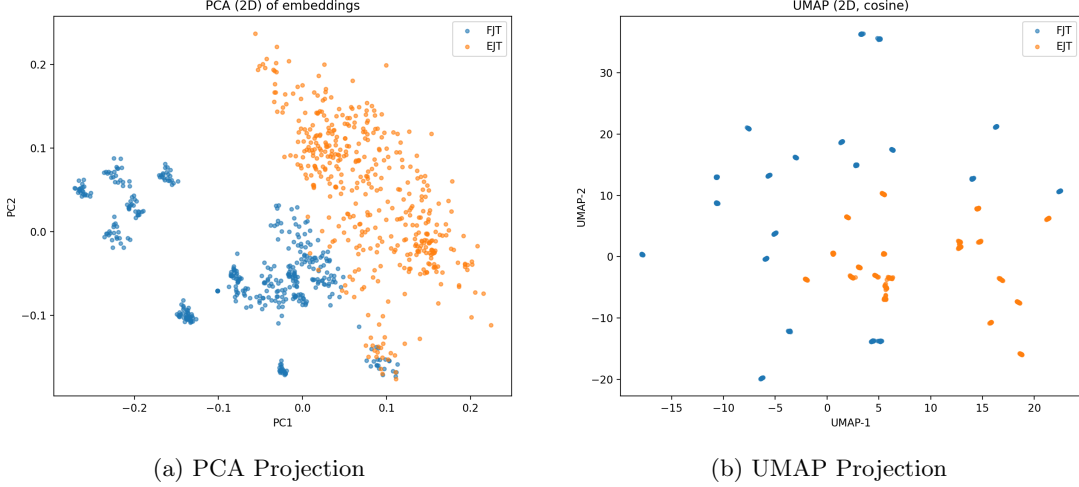 PCA (2D) of embeddings
FJT
EJT
0.2
0.1
0.0
−0.1
−0.2
−0.1
0.0
0.1
0.2
PC2
PC1
(a) PCA Projection
UMAP (2D, cosine)
FJT
EJT
30
20
10
0
−10
−20
−15
−10
−5
0
5
10
15
20
UMAP-2
UMAP-1
(b) UMAP Projection